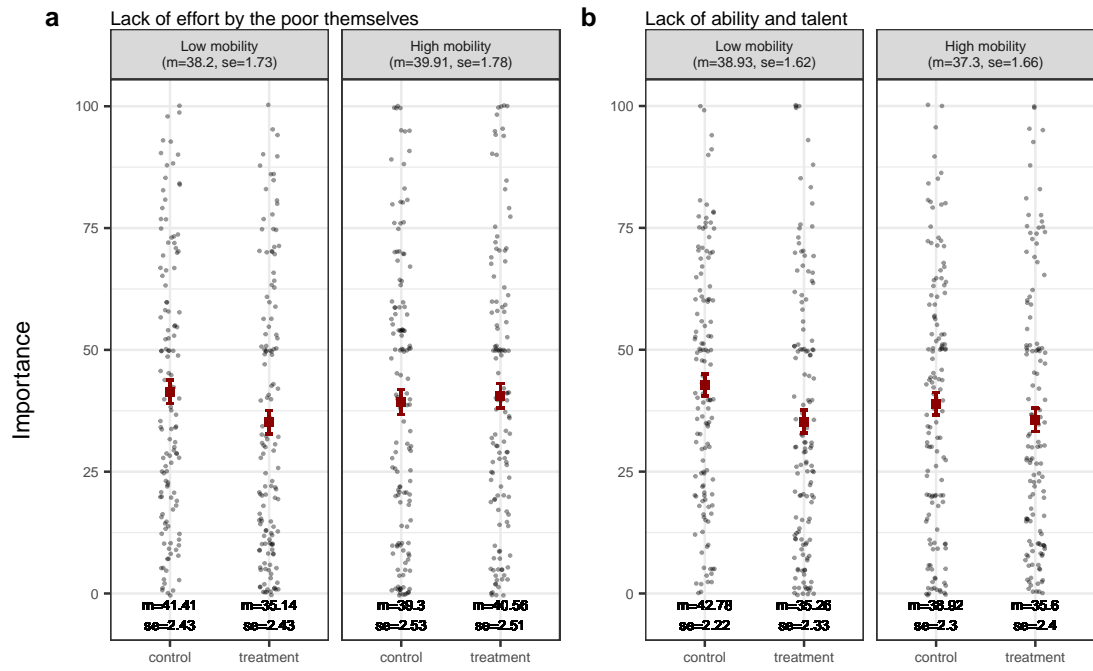 a Lack of effort by the poor themselves
Low mobility
(m=38.2, se=1.73)
High mobility
(m=39.91, se=1.78)
Importance
100
75
50
25
0
m=41.41
se=2.43
m=35.14
se=2.43
m=39.3
se=2.53
m=40.56
se=2.51
control
treatment
control
treatment
b Lack of ability and talent
Low mobility
(m=38.93, se=1.62)
High mobility
(m=37.3, se=1.66)
100
75
50
25
0
m=42.78
se=2.22
m=35.26
se=2.33
m=38.92
se=2.3
m=35.6
se=2.4
control
treatment
control
treatment